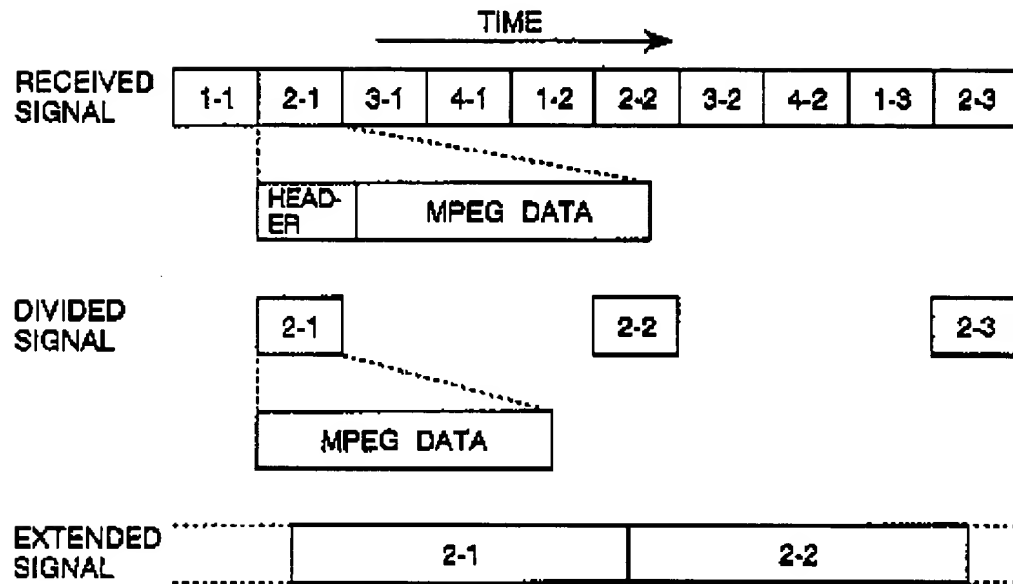 TIME
RECEIVED
SIGNAL
1-1 2-1 3-1 4-1 1-2 2-2 3-2 4-2 1-3 2-3
HEAD-
ER
MPEG DATA
DIVIDED
SIGNAL
2-1 2-2 2-3
MPEG DATA
EXTENDED
SIGNAL
2-1 2-2